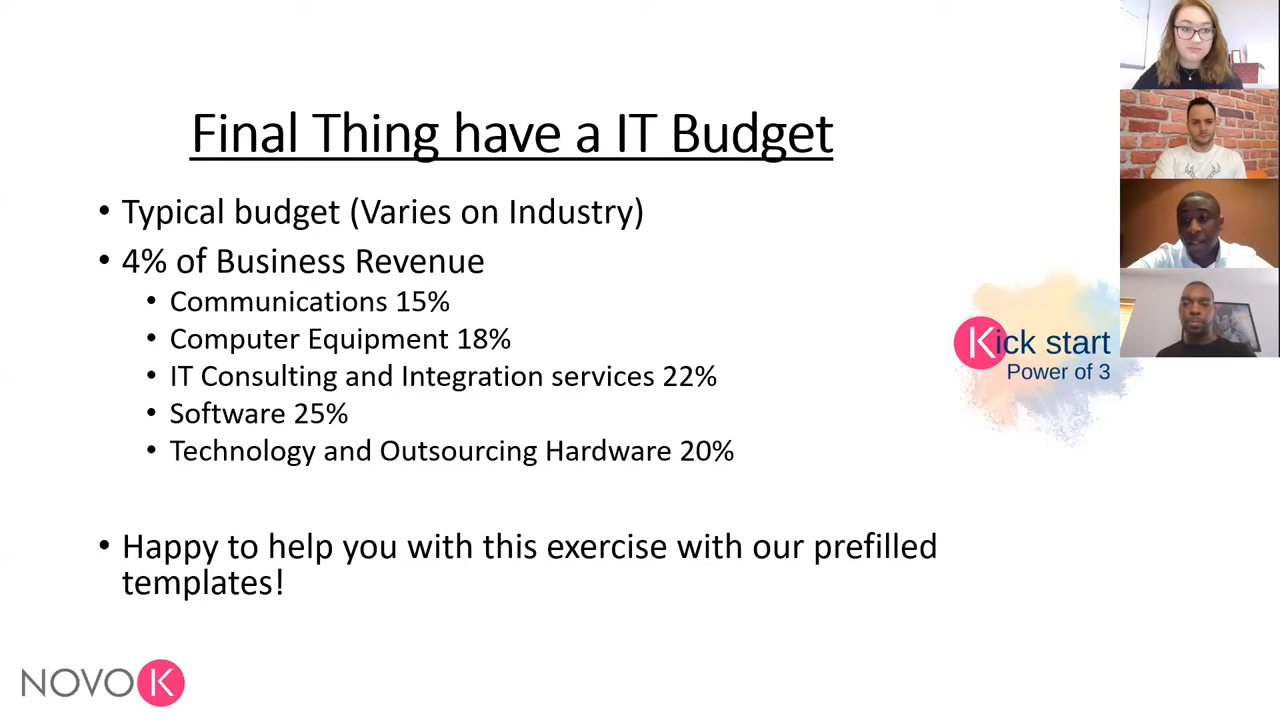 Final Thing have a IT Budget
• Typical budget (Varies on Industry)
• 4% of Business Revenue
• Communications 15%
• Computer Equipment 18%
• IT Consulting and Integration services 22%
• Software 25%
• Technology and Outsourcing Hardware 20%
• Happy to help you with this exercise with our prefilled
templates!
Kick start
Power of 3
NOVO K